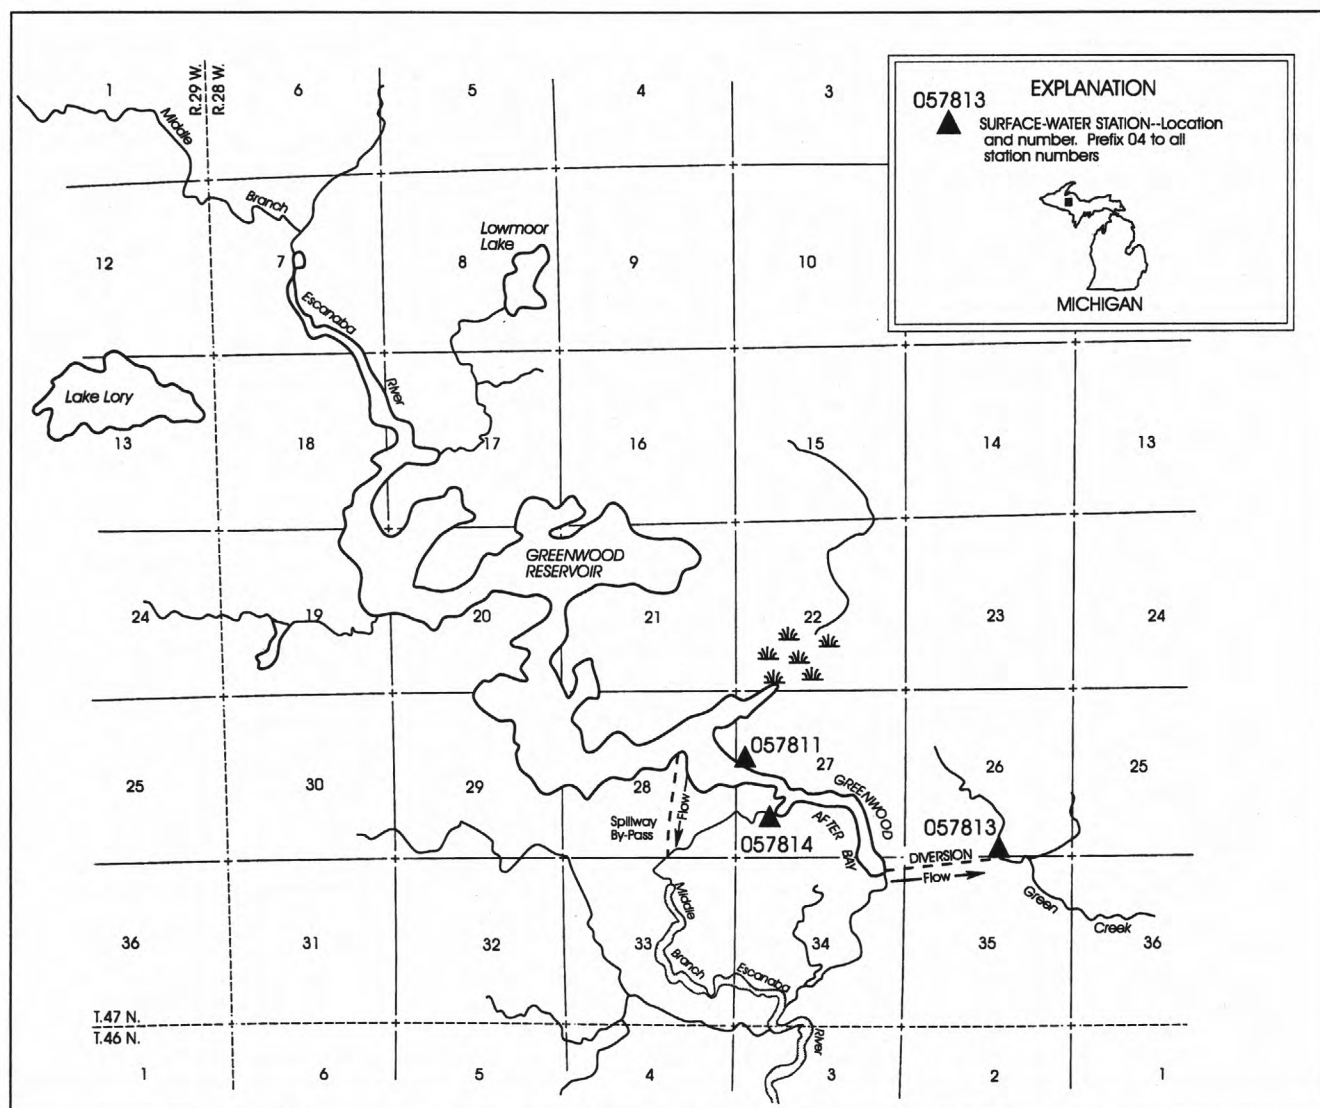 R.29 W.
R.28 W.
1
6
5
4
3
EXPLANATION
057813
SURFACE-WATER STATION--Location
and number. Prefix 04 to all
station numbers
MICHIGAN
Middle
Branch
12
7
8
9
10
Lowmoor
Lake
Escanaba
River
Lake Lory
13
18
17
16
15
14
13
GREENWOOD
RESERVOIR
24
19
20
21
22
23
24
057811
25
30
29
28
27
26
25
GREENWOOD
AFTER
BAY
Spillway
By-Pass
Flow
057814
057813
DIVERSION
Flow
Green
Creek
Middle
Branch
Escanaba
River
36
31
32
33
34
35
36
T.47 N.
T.46 N.
1
6
5
4
3
2
1